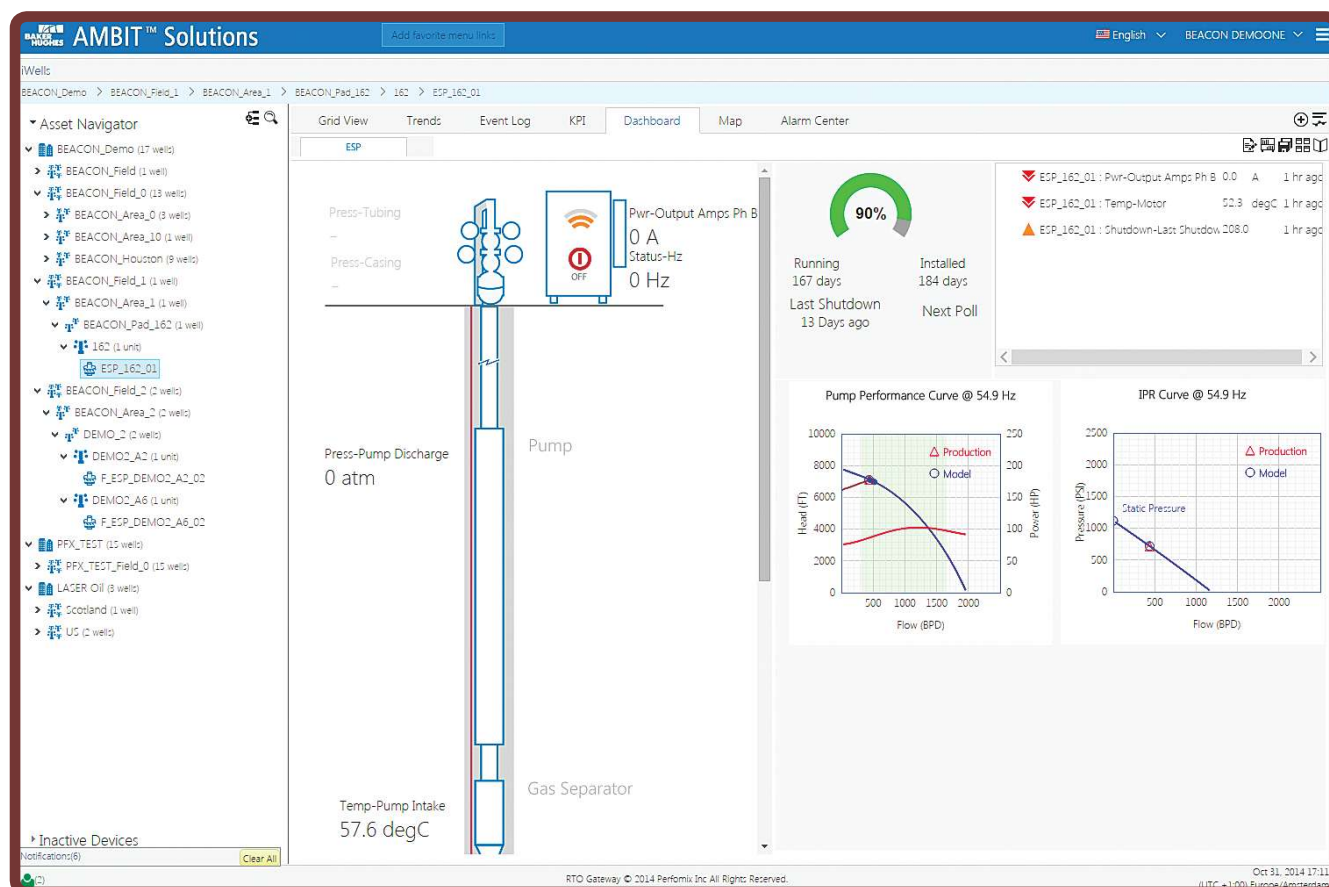 BAKER HUGHES AMBIT™ Solutions
Add favorite menu links
English
BEACON DEMOONE
iWells
BEACON_Demo > BEACON_Field_1 > BEACON_Area_1 > BEACON_Pad_162 > 162 > ESP_162_01
Asset Navigator
BEACON_Demo (17 wells)
BEACON_Field (1 well)
BEACON_Field_0 (13 wells)
BEACON_Area_0 (3 wells)
BEACON_Area_10 (1 well)
BEACON_Houston (9 wells)
BEACON_Field_1 (1 well)
BEACON_Area_1 (1 well)
BEACON_Pad_162 (1 well)
162 (1 unit)
ESP_162_01
BEACON_Field_2 (2 wells)
BEACON_Area_2 (2 wells)
DEMO_2 (2 wells)
DEMO2_A2 (1 unit)
F_ESP_DEMO2_A2_02
DEMO2_A6 (1 unit)
F_ESP_DEMO2_A6_02
PFX_TEST (15 wells)
PFX_TEST_Field_0 (15 wells)
LASER Oil (3 wells)
Scotland (1 well)
US (2 wells)
Inactive Devices
Notifications(6)
Clear All
(2)
Grid View Trends Event Log KPI Dashboard Map Alarm Center
ESP
Press-Tubing
–
Press-Casing
–
OFF
Pwr-Output Amps Ph B
0 A
Status-Hz
0 Hz
Press-Pump Discharge
0 atm
Pump
Gas Separator
Temp-Pump Intake
57.6 degC
90%
Running
167 days
Installed
184 days
Last Shutdown
13 Days ago
Next Poll
ESP_162_01 : Pwr-Output Amps Ph B 0.0 A 1 hr ago
ESP_162_01 : Temp-Motor 52.3 degC 1 hr ago
ESP_162_01 : Shutdown-Last Shutdow 208.0 1 hr ago
Pump Performance Curve @ 54.9 Hz
10000
8000
6000
4000
2000
0
Head (FT)
250
200
150
100
50
0
Power (HP)
Production
Model
500 1000 1500 2000
Flow (BPD)
IPR Curve @ 54.9 Hz
2500
2000
1500
1000
500
0
Pressure (PSI)
Production
Model
Static Pressure
500 1000 1500 2000
Flow (BPD)
RTO Gateway © 2014 Perfomix Inc All Rights Reserved.
Oct 31, 2014 17:11
(UTC +1:00) Europe/Amsterdam